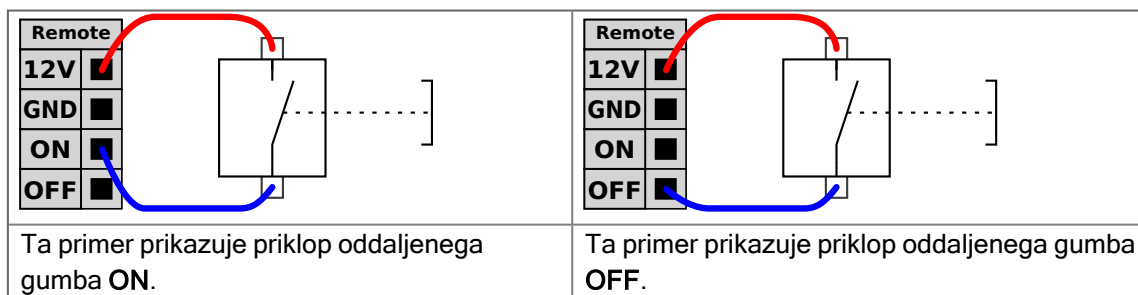 Remote
12V
GND
ON
OFF
Remote
12V
GND
ON
OFF
Ta primer prikazuje priklop oddaljenega
gumba ON.
Ta primer prikazuje priklop oddaljenega gumba
OFF.